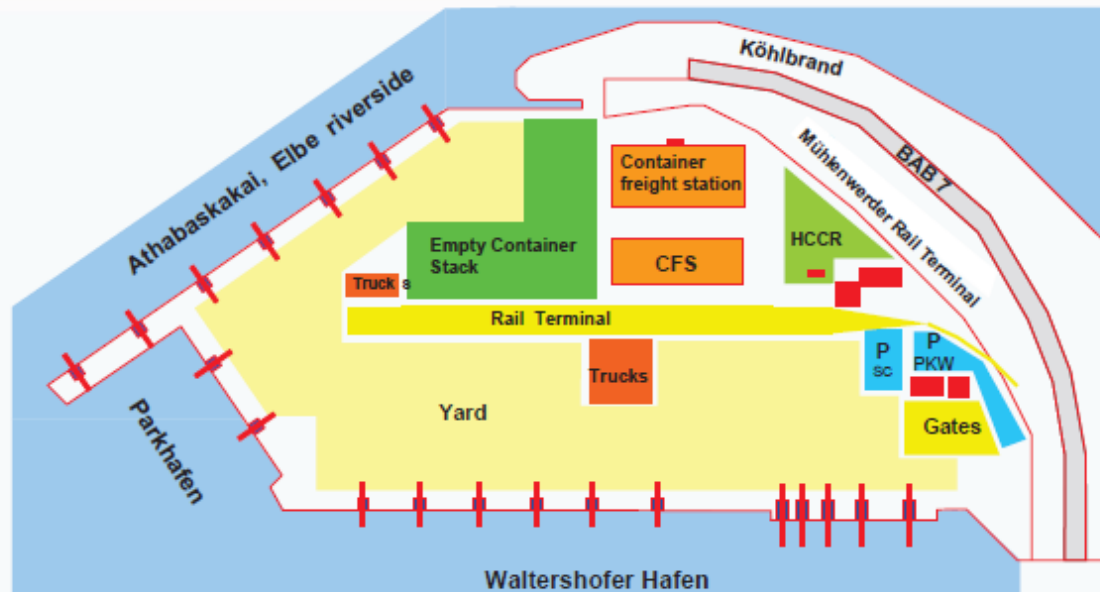 Köhlbrand
Athabaskakai, Elbe riverside
BAB 7
Mühlenwerder Rail Terminal
Container
freight station
HCCR
Empty Container
Stack
CFS
Truck s
Rail Terminal
P
SC
P
PKW
Trucks
Yard
Gates
Parkhafen
Waltershofer Hafen